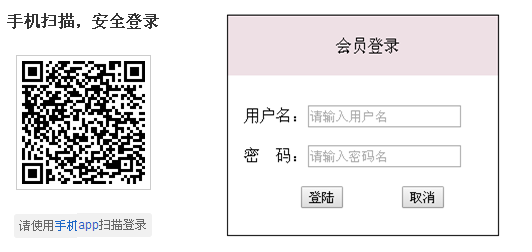 手机扫描，安全登录
请使用手机app扫描登录
会员登录
用户名：请输入用户名
密　码：请输入密码名
登陆 取消